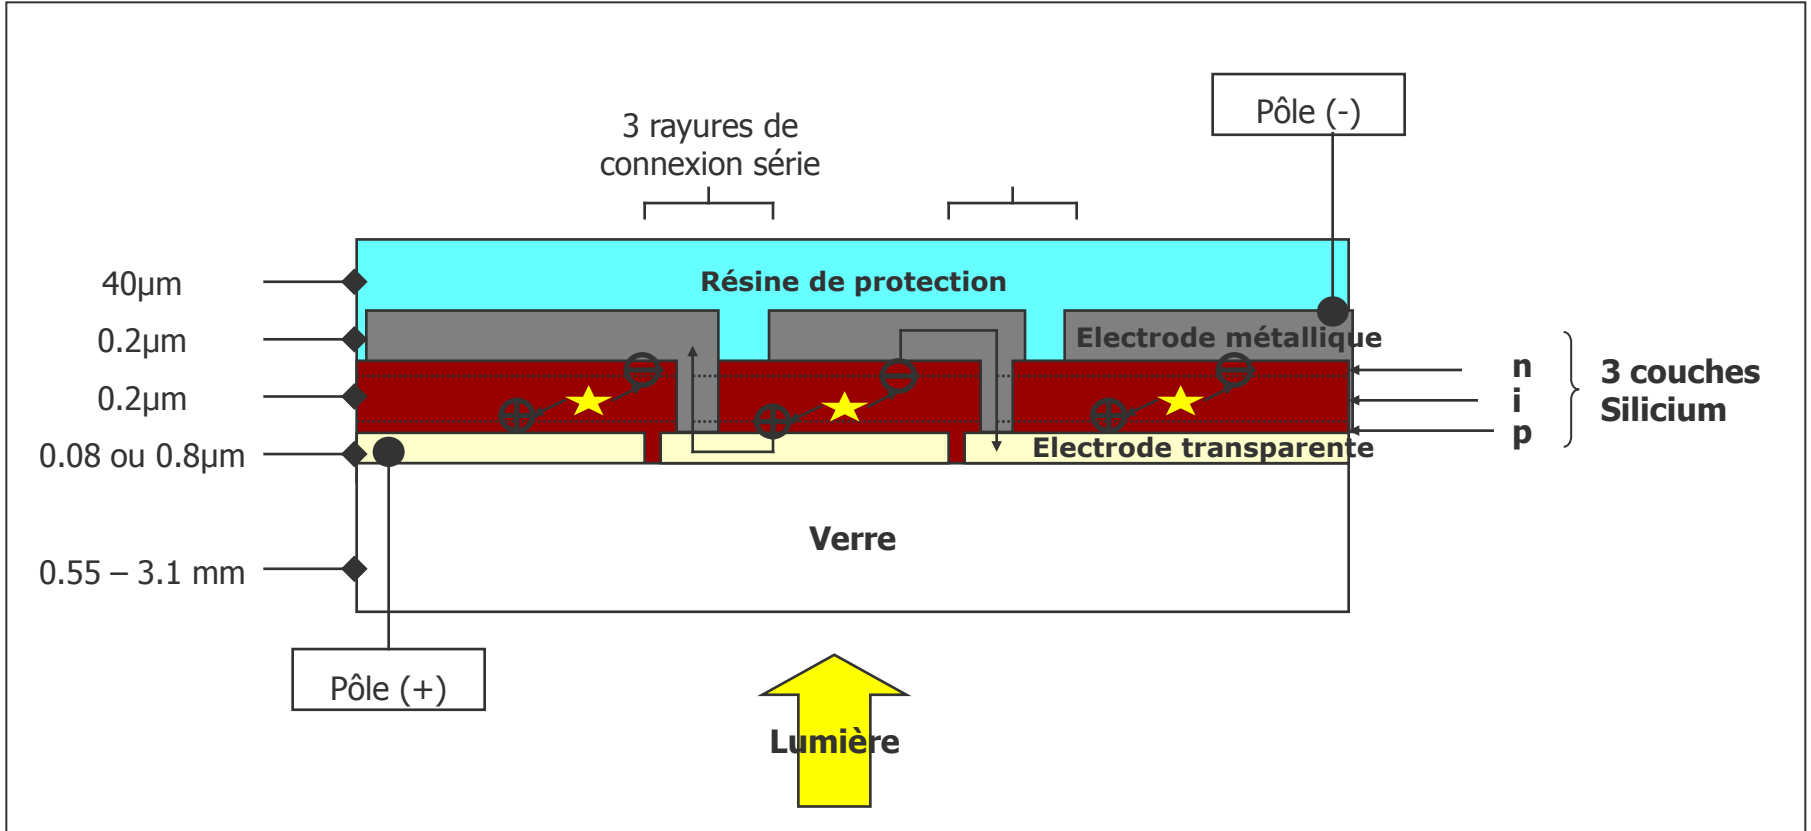 Pôle (-)
3 rayures de
connexion série
Résine de protection
40µm
0.2µm
Electrode métallique
n
i
p
3 couches
Silicium
0.2µm
0.08 ou 0.8µm
Electrode transparente
Verre
0.55 – 3.1 mm
Pôle (+)
Lumière